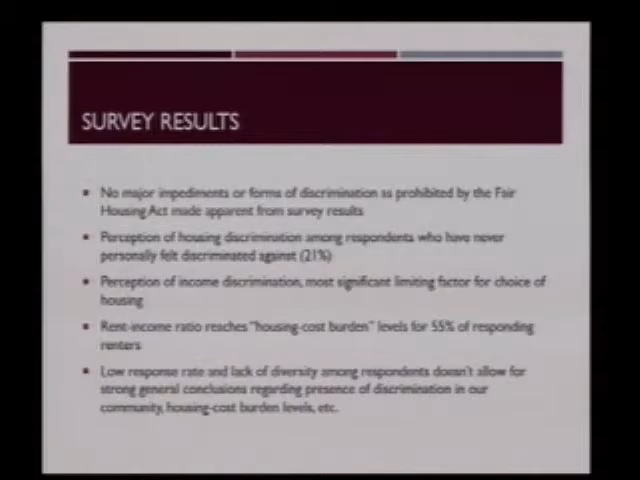 SURVEY RESULTS
No major impediments or forms of discrimination as prohibited by the Fair
Housing Act made apparent from survey results
Perception of housing discrimination among respondents who have never
personally felt discriminated against (21%)
Perception of income discrimination, most significant limiting factor for choice of
housing
Rent-income ratio reaches "housing-cost burden" levels for 55% of responding
renters
Low response rate and lack of diversity among respondents doesn't allow for
strong general conclusions regarding presence of discrimination in our
community, housing-cost burden levels, etc.